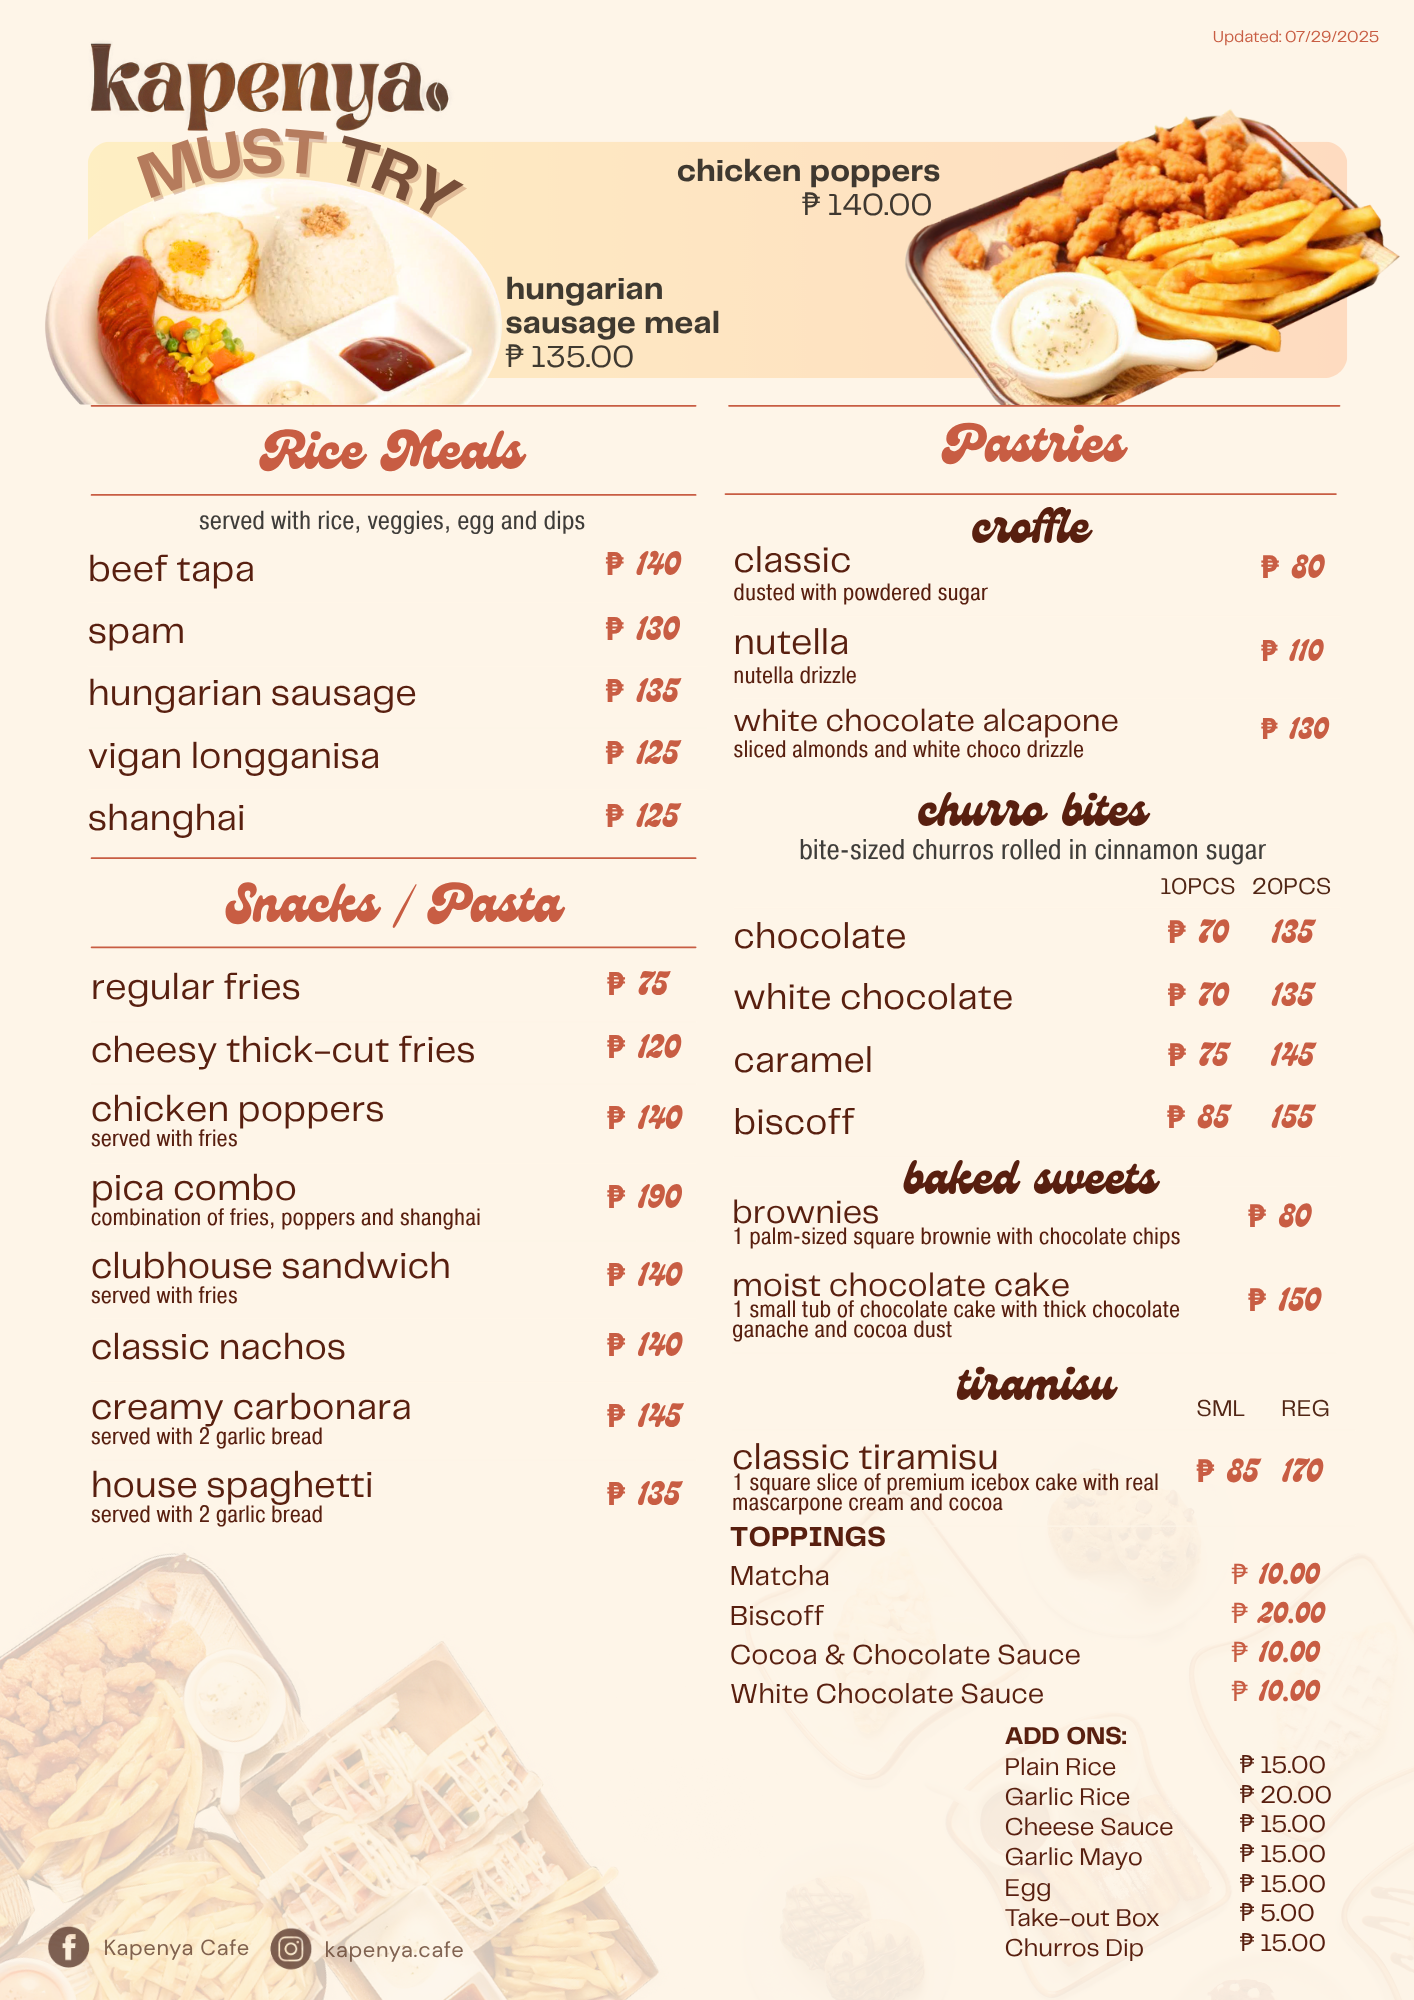 Updated: 07/29/2025
kapenya.
MUST TRY
chicken poppers
₱ 140.00
hungarian
sausage meal
₱ 135.00
Rice Meals
served with rice, veggies, egg and dips
beef tapa ₱ 140
spam ₱ 130
hungarian sausage ₱ 135
vigan longganisa ₱ 125
shanghai ₱ 125
Snacks / Pasta
regular fries ₱ 75
cheesy thick-cut fries ₱ 120
chicken poppers ₱ 140
served with fries
pica combo ₱ 190
combination of fries, poppers and shanghai
clubhouse sandwich ₱ 140
served with fries
classic nachos ₱ 140
creamy carbonara ₱ 145
served with 2 garlic bread
house spaghetti ₱ 135
served with 2 garlic bread
Pastries
croffle
classic ₱ 80
dusted with powdered sugar
nutella ₱ 110
nutella drizzle
white chocolate alcapone ₱ 130
sliced almonds and white choco drizzle
churro bites
bite-sized churros rolled in cinnamon sugar
10PCS 20PCS
chocolate ₱ 70 135
white chocolate ₱ 70 135
caramel ₱ 75 145
biscoff ₱ 85 155
baked sweets
brownies ₱ 80
1 palm-sized square brownie with chocolate chips
moist chocolate cake ₱ 150
1 small tub of chocolate cake with thick chocolate
ganache and cocoa dust
tiramisu
SML REG
classic tiramisu ₱ 85 170
1 square slice of premium icebox cake with real
mascarpone cream and cocoa
TOPPINGS
Matcha ₱ 10.00
Biscoff ₱ 20.00
Cocoa & Chocolate Sauce ₱ 10.00
White Chocolate Sauce ₱ 10.00
ADD ONS:
Plain Rice ₱ 15.00
Garlic Rice ₱ 20.00
Cheese Sauce ₱ 15.00
Garlic Mayo ₱ 15.00
Egg ₱ 15.00
Take-out Box ₱ 5.00
Churros Dip ₱ 15.00
Kapenya Cafe kapenya.cafe